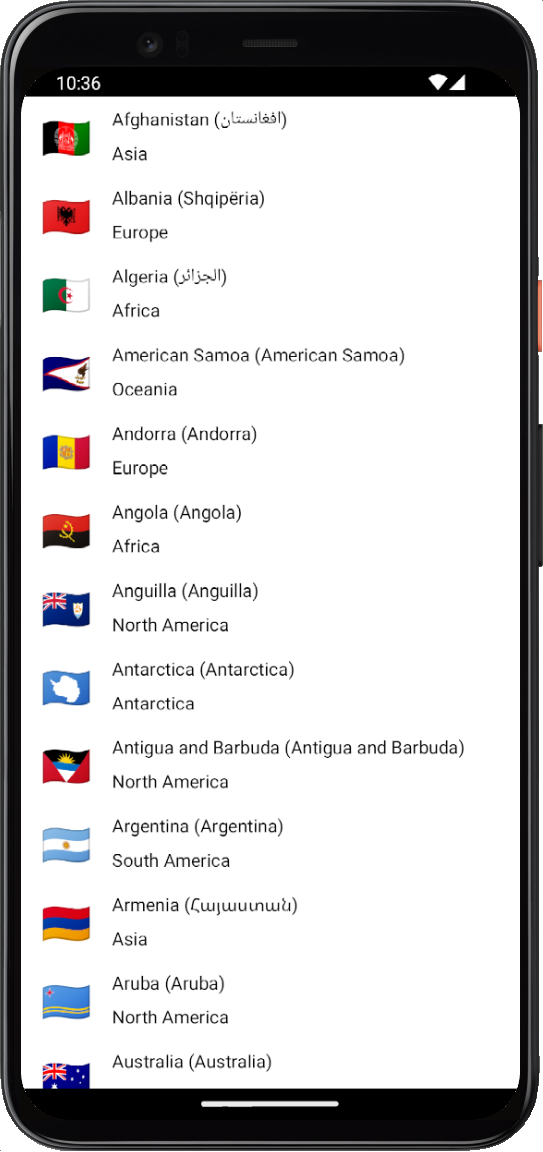 10:36
Afghanistan (افغانستان)
Asia
Albania (Shqipëria)
Europe
Algeria (الجزائر)
Africa
American Samoa (American Samoa)
Oceania
Andorra (Andorra)
Europe
Angola (Angola)
Africa
Anguilla (Anguilla)
North America
Antarctica (Antarctica)
Antarctica
Antigua and Barbuda (Antigua and Barbuda)
North America
Argentina (Argentina)
South America
Armenia (Հայաստան)
Asia
Aruba (Aruba)
North America
Australia (Australia)